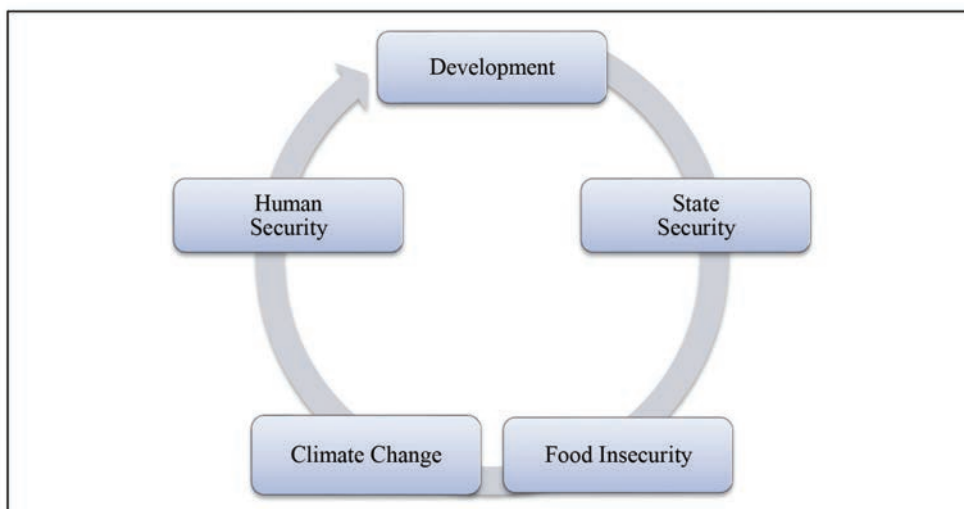 Development
State
Security
Food Insecurity
Climate Change
Human
Security